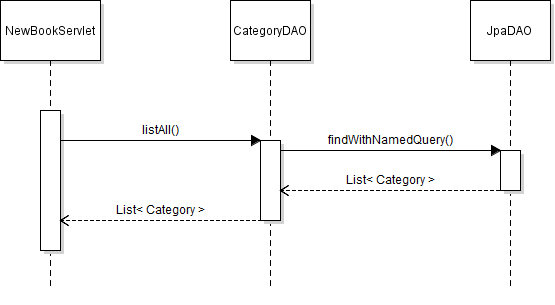 NewBookServlet
CategoryDAO
JpaDAO
listAll()
findWithNamedQuery()
List< Category >
List< Category >